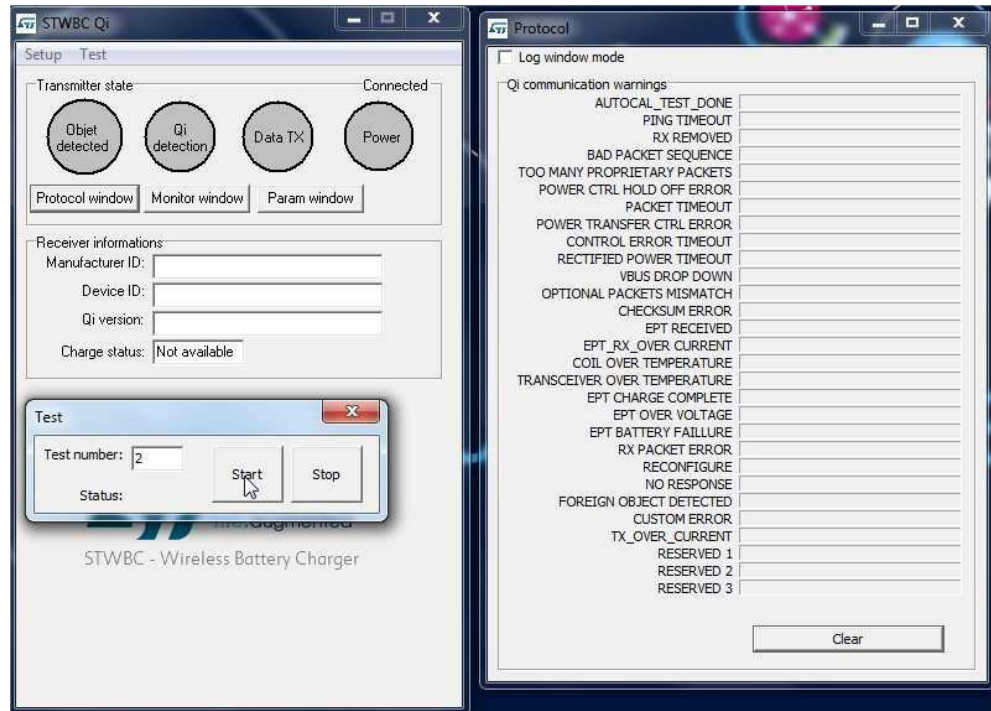 STWBC Qi
Setup Test
Transmitter state Connected
Objet detected
Qi detection
Data TX
Power
Protocol window Monitor window Param window
Receiver informations
Manufacturer ID:
Device ID:
Qi version:
Charge status: Not available
Test
Test number: 2
Start
Stop
Status:
life.augmented
STWBC - Wireless Battery Charger
Protocol
Log window mode
Qi communication warnings
AUTOCAL_TEST_DONE
PING TIMEOUT
RX REMOVED
BAD PACKET SEQUENCE
TOO MANY PROPRIETARY PACKETS
POWER CTRL HOLD OFF ERROR
PACKET TIMEOUT
POWER TRANSFER CTRL ERROR
CONTROL ERROR TIMEOUT
RECTIFIED POWER TIMEOUT
VBUS DROP DOWN
OPTIONAL PACKETS MISMATCH
CHECKSUM ERROR
EPT RECEIVED
EPT_RX_OVER CURRENT
COIL OVER TEMPERATURE
TRANSCEIVER OVER TEMPERATURE
EPT CHARGE COMPLETE
EPT OVER VOLTAGE
EPT BATTERY FAILLURE
RX PACKET ERROR
RECONFIGURE
NO RESPONSE
FOREIGN OBJECT DETECTED
CUSTOM ERROR
TX_OVER_CURRENT
RESERVED 1
RESERVED 2
RESERVED 3
Clear